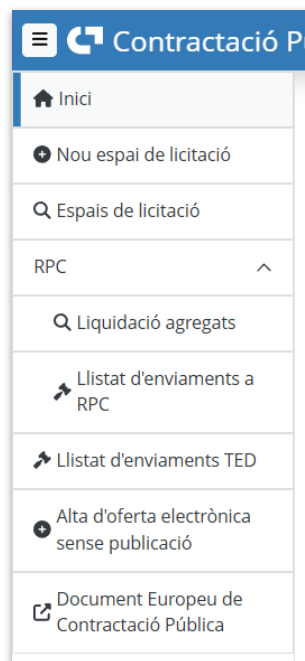 Contractació
Inici
Nou espai de licitació
Espais de licitació
RPC
Liquidació agregats
Llistat d'enviaments a
RPC
Llistat d'enviaments TED
Alta d'oferta electrònica
sense publicació
Document Europeu de
Contractació Pública